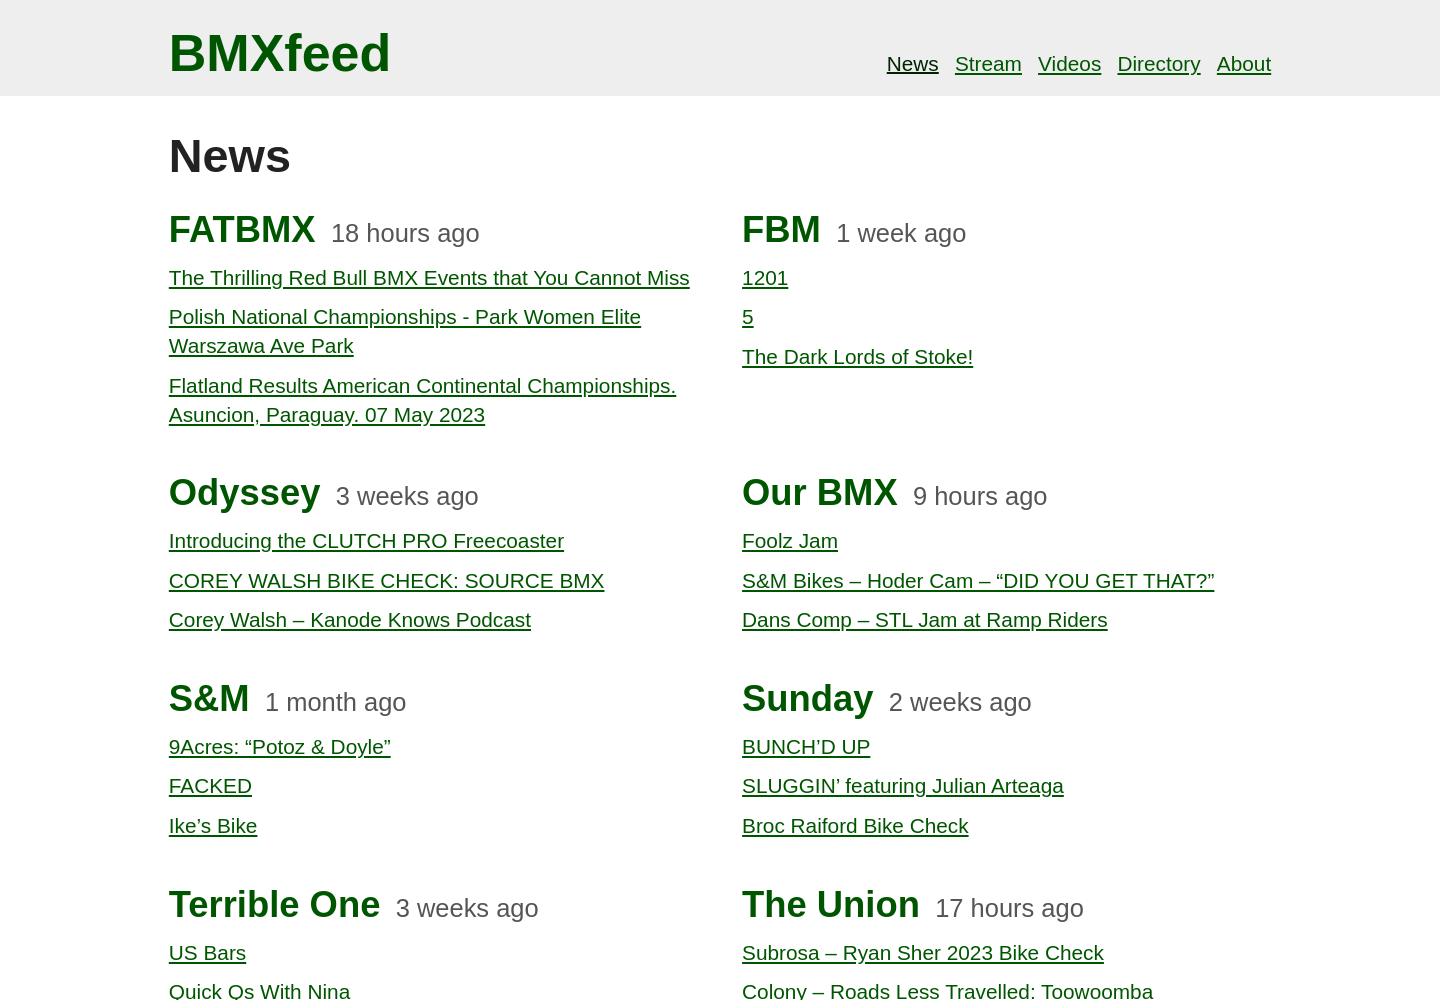 BMXfeed
News Stream Videos Directory About
News
FATBMX 18 hours ago
The Thrilling Red Bull BMX Events that You Cannot Miss
Polish National Championships - Park Women Elite
Warszawa Ave Park
Flatland Results American Continental Championships.
Asuncion, Paraguay. 07 May 2023
FBM 1 week ago
1201
5
The Dark Lords of Stoke!
Odyssey 3 weeks ago
Introducing the CLUTCH PRO Freecoaster
COREY WALSH BIKE CHECK: SOURCE BMX
Corey Walsh – Kanode Knows Podcast
Our BMX 9 hours ago
Foolz Jam
S&M Bikes – Hoder Cam – “DID YOU GET THAT?”
Dans Comp – STL Jam at Ramp Riders
S&M 1 month ago
9Acres: “Potoz & Doyle”
FACKED
Ike’s Bike
Sunday 2 weeks ago
BUNCH’D UP
SLUGGIN’ featuring Julian Arteaga
Broc Raiford Bike Check
Terrible One 3 weeks ago
US Bars
Quick Qs With Nina
The Union 17 hours ago
Subrosa – Ryan Sher 2023 Bike Check
Colony – Roads Less Travelled: Toowoomba